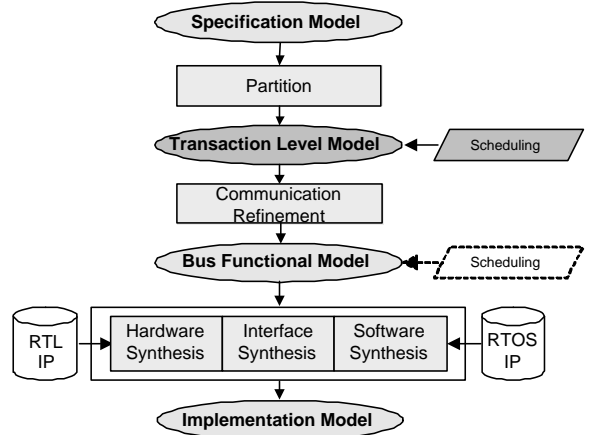 Specification Model
Partition
Transaction Level Model
Scheduling
Communication
Refinement
Bus Functional Model
Scheduling
RTL
IP
Hardware
Synthesis
Interface
Synthesis
Software
Synthesis
RTOS
IP
Implementation Model